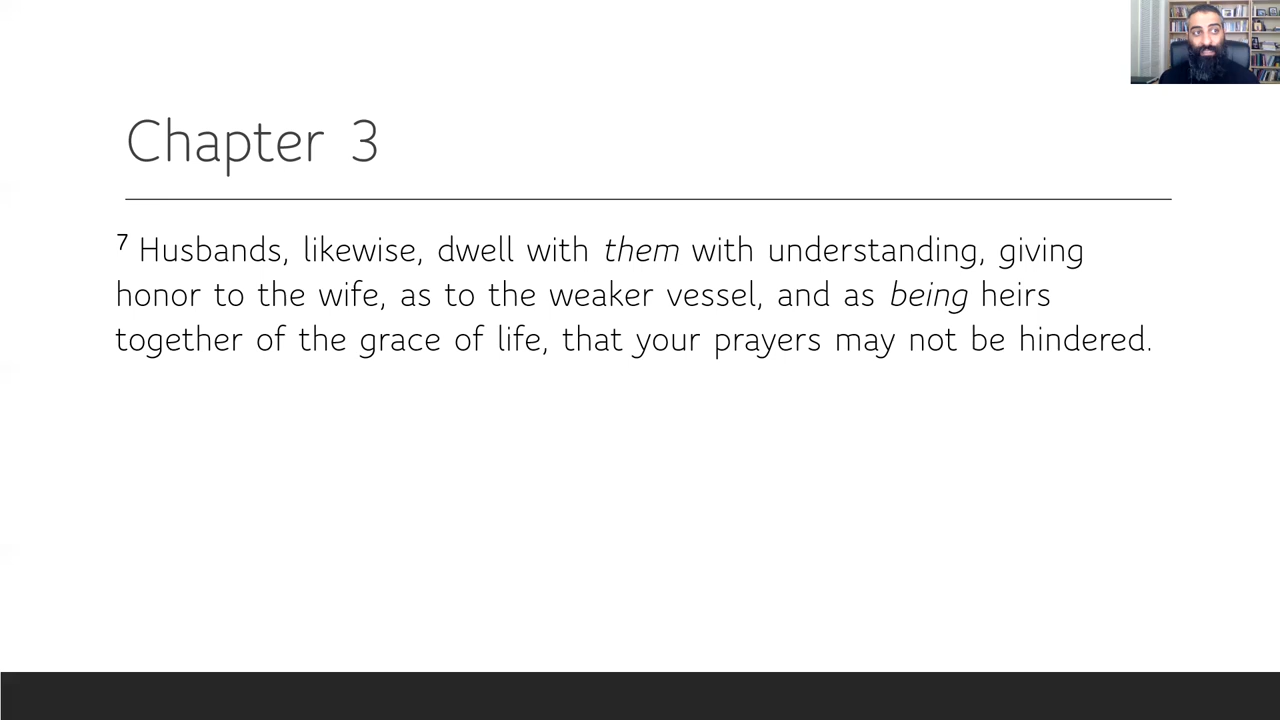 Chapter 3
⁷ Husbands, likewise, dwell with them with understanding, giving
honor to the wife, as to the weaker vessel, and as being heirs
together of the grace of life, that your prayers may not be hindered.